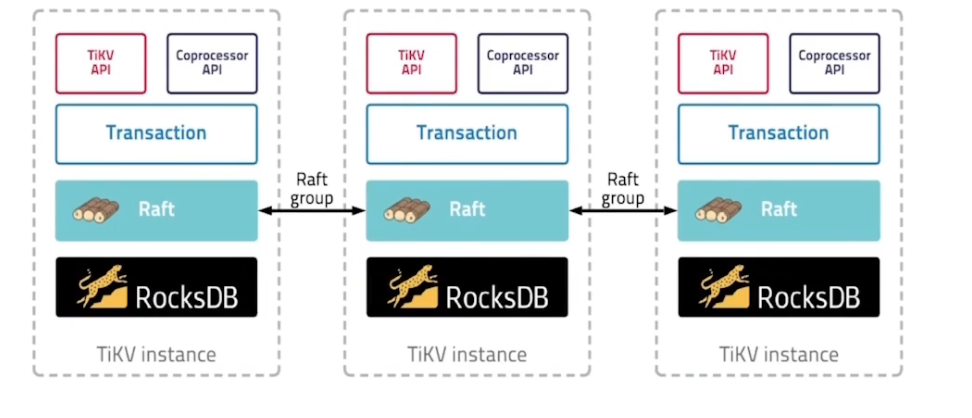 TiKV
API
Coprocessor
API
Transaction
Raft
RocksDB
TiKV instance
Raft
group
TiKV
API
Coprocessor
API
Transaction
Raft
RocksDB
TiKV instance
Raft
group
TiKV
API
Coprocessor
API
Transaction
Raft
RocksDB
TiKV instance